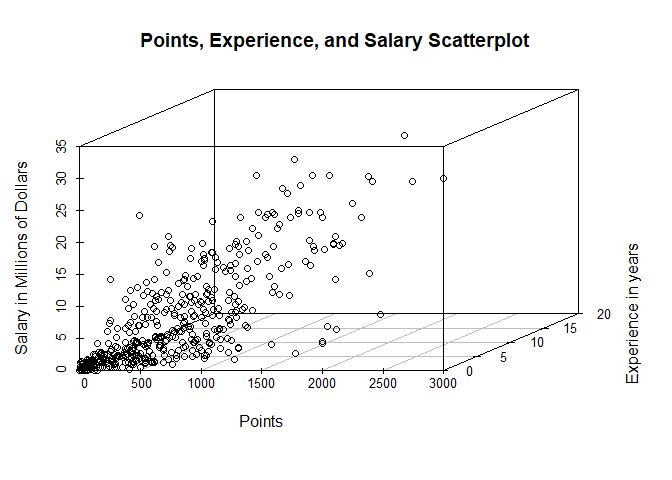 Points, Experience, and Salary Scatterplot
Salary in Millions of Dollars
35
30
25
20
15
10
5
0
0 500 1000 1500 2000 2500 3000
Points
0 5 10 15 20
Experience in years